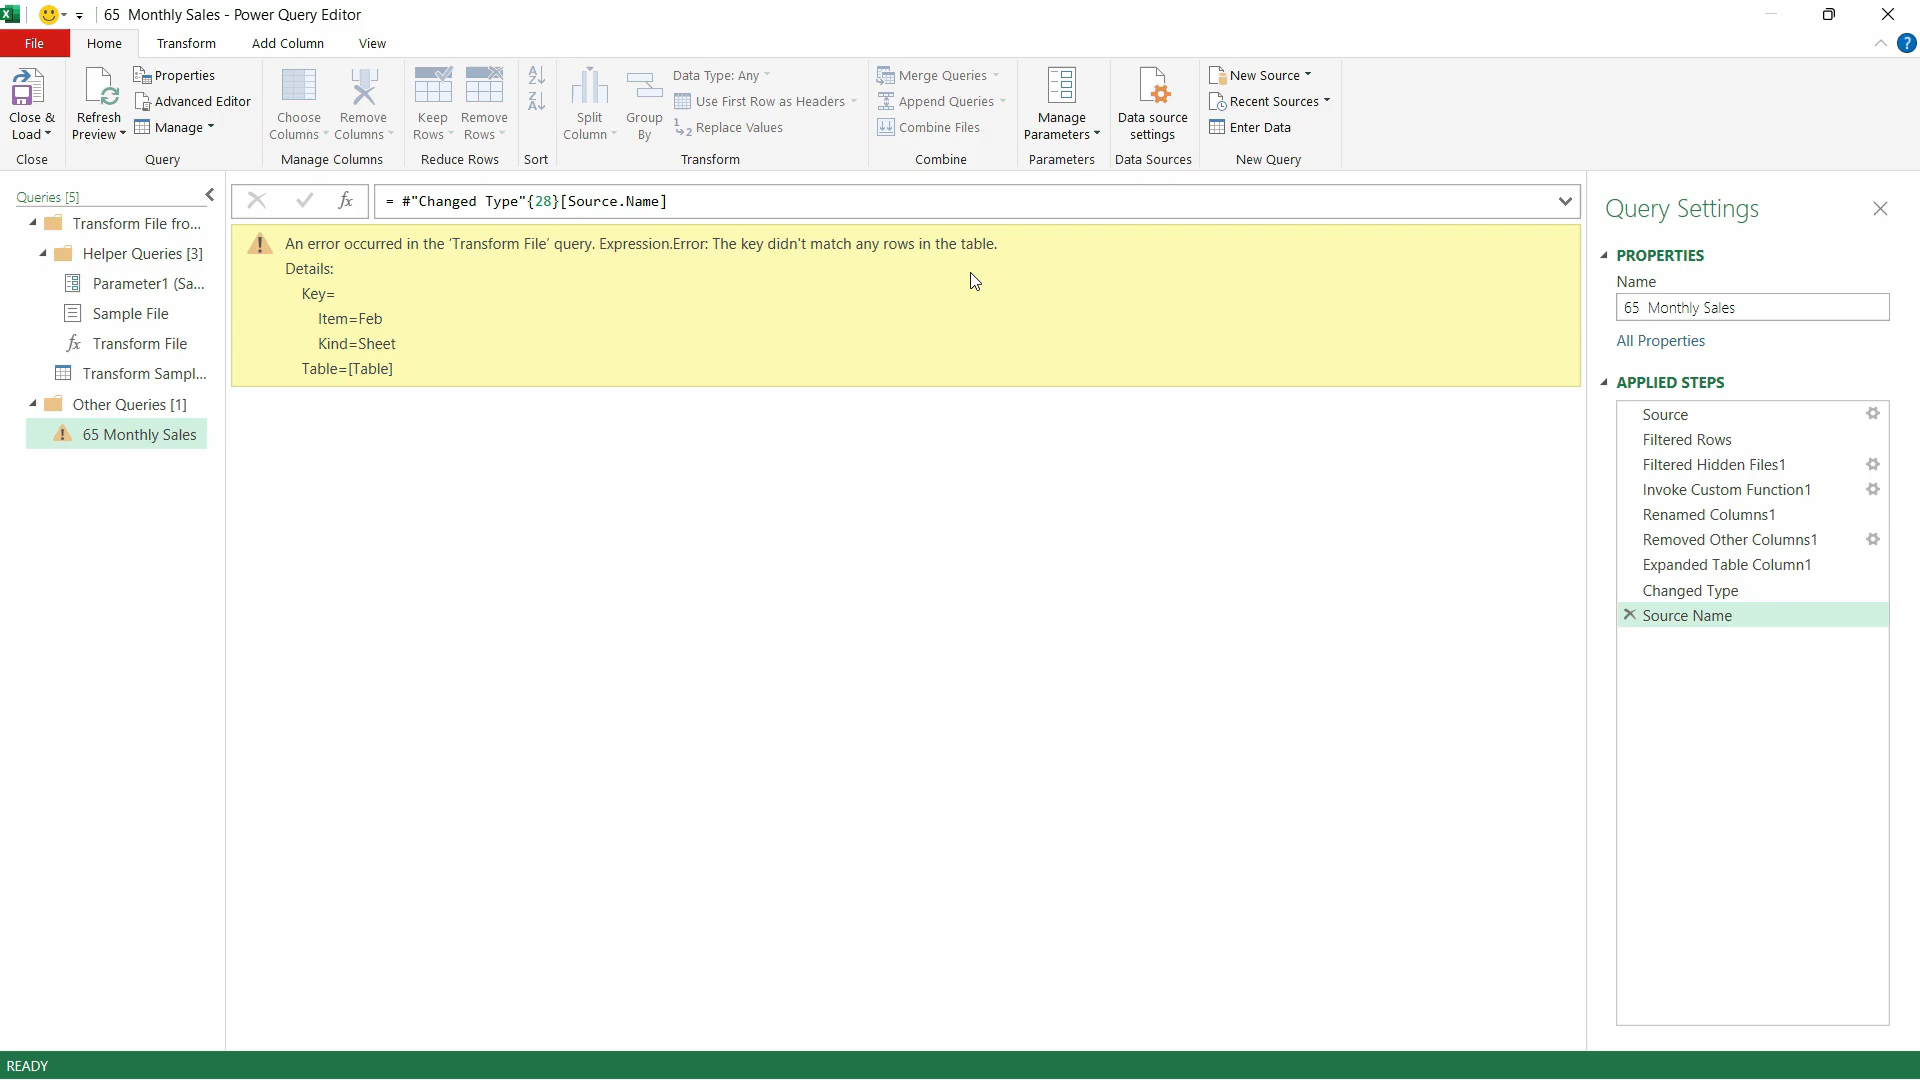 65 Monthly Sales - Power Query Editor
File
Home
Transform
Add Column
View
?
Close & Load
Close
Refresh Preview
Properties
Advanced Editor
Manage
Query
Choose Columns
Remove Columns
Manage Columns
Keep Rows
Remove Rows
Reduce Rows
A
Z
Z
A
Sort
Split Column
Group By
Data Type: Any
Use First Row as Headers
1
2
Replace Values
Transform
Merge Queries
Append Queries
Combine Files
Combine
Manage Parameters
Parameters
Data source settings
Data Sources
New Source
Recent Sources
Enter Data
New Query
Queries [5]
Transform File fro...
Helper Queries [3]
Parameter1 (Sa...
Sample File
fx Transform File
Transform Sampl...
Other Queries [1]
65 Monthly Sales
fx
= #"Changed Type"{28}[Source.Name]
An error occurred in the 'Transform File' query. Expression.Error: The key didn't match any rows in the table.
Details:
Key=
Item=Feb
Kind=Sheet
Table=[Table]
Query Settings
PROPERTIES
Name
65 Monthly Sales
All Properties
APPLIED STEPS
Source
Filtered Rows
Filtered Hidden Files1
Invoke Custom Function1
Renamed Columns1
Removed Other Columns1
Expanded Table Column1
Changed Type
Source Name
READY